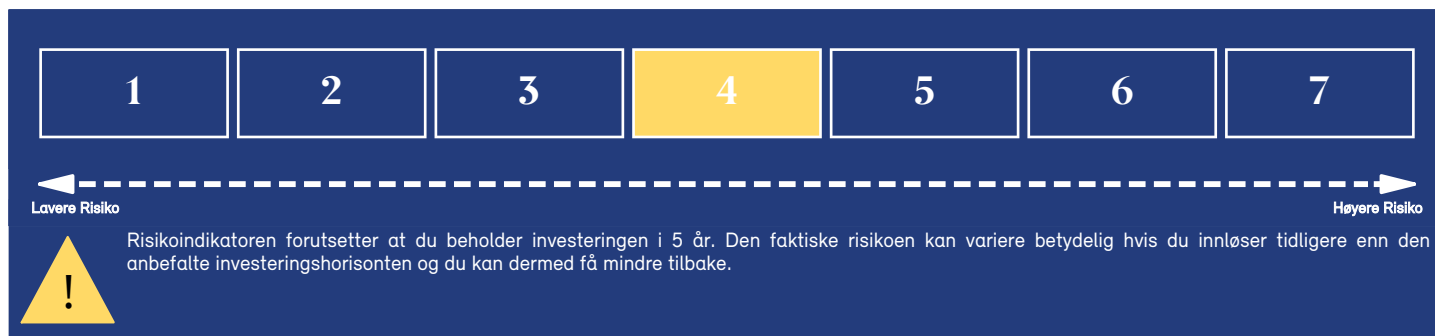 1 2 3 4 5 6 7
Lavere Risiko Høyere Risiko
Risikoindikatoren forutsetter at du beholder investeringen i 5 år. Den faktiske risikoen kan variere betydelig hvis du innløser tidligere enn den
anbefalte investeringshorisonten og du kan dermed få mindre tilbake.
!